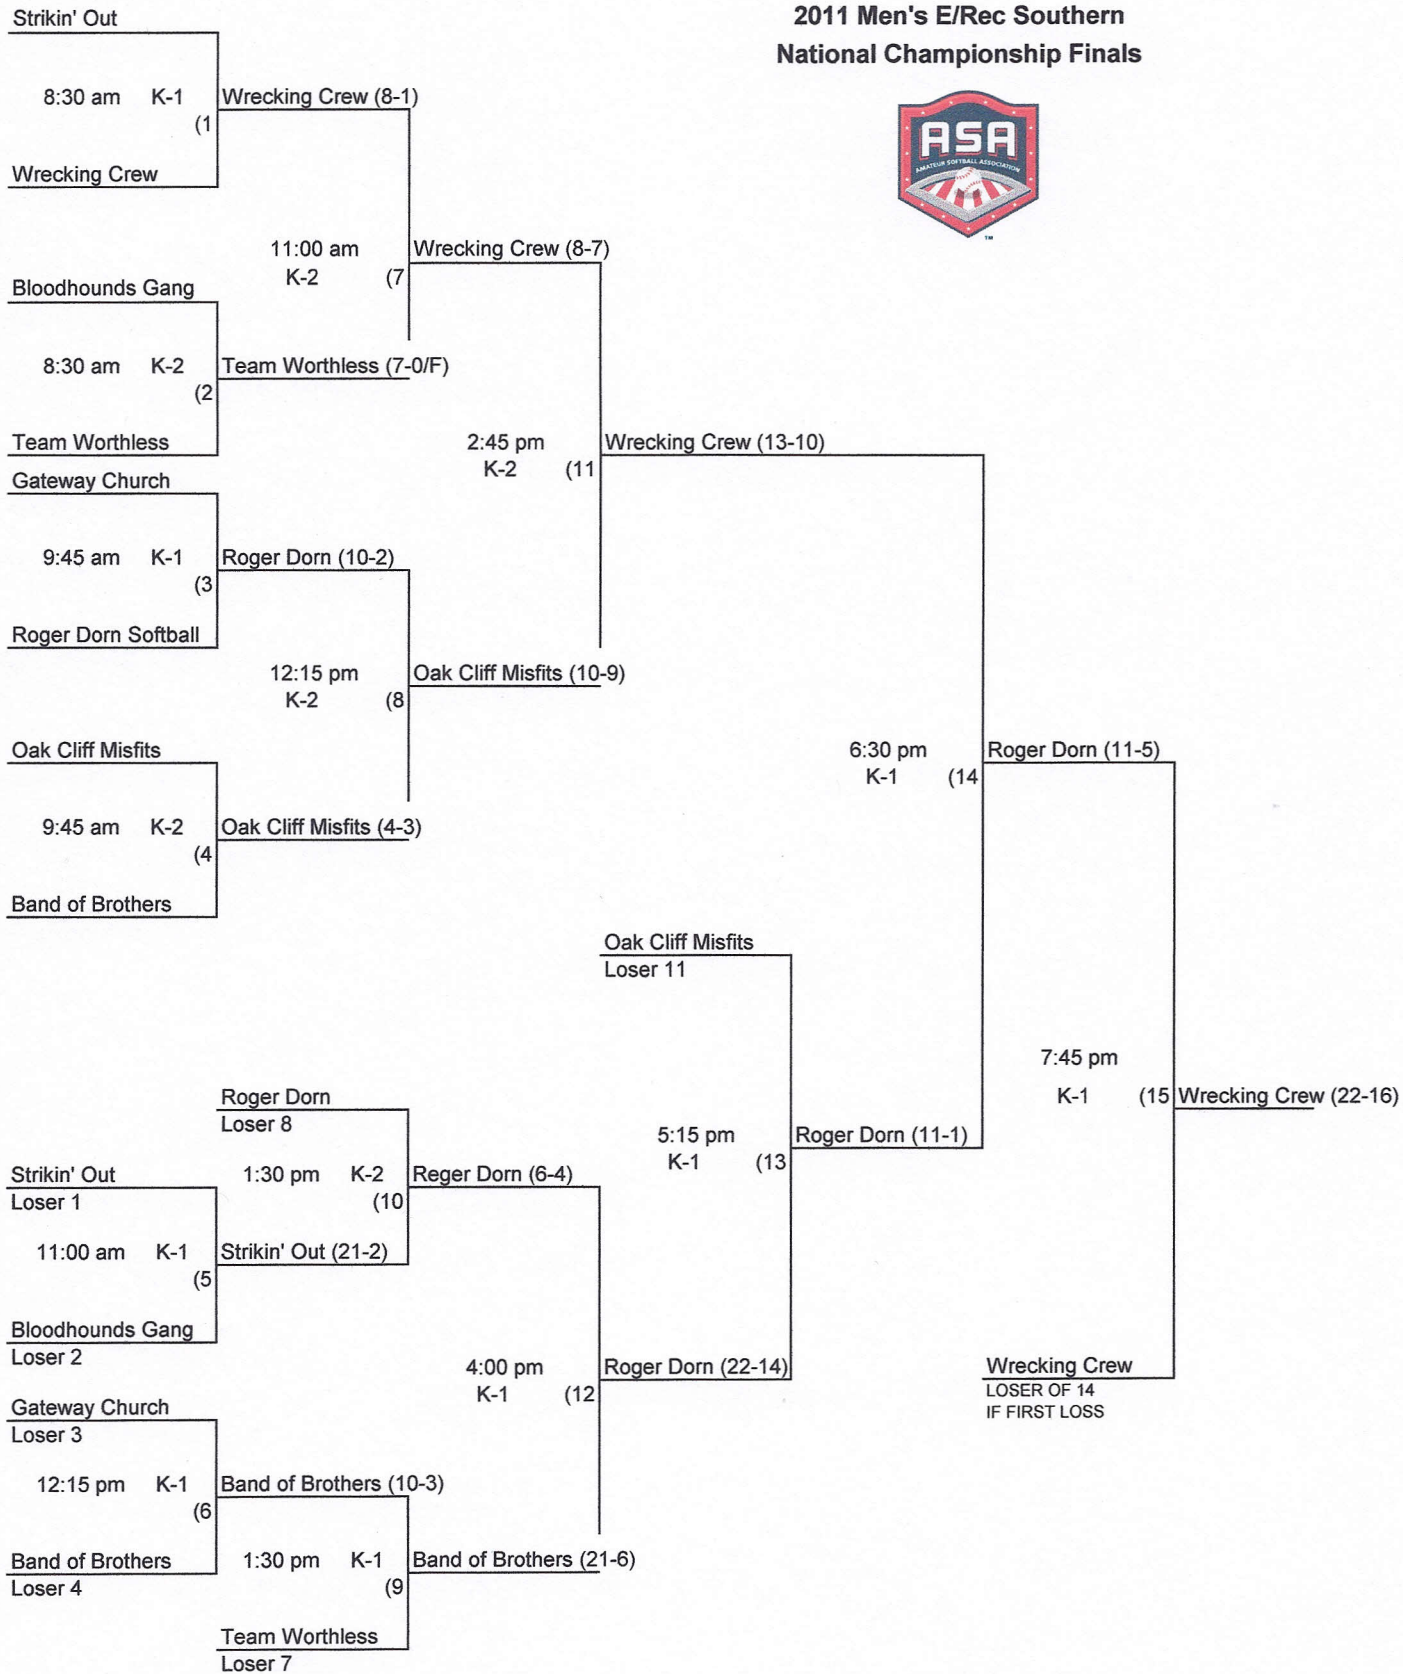 2011 Men's E/Rec Southern
National Championship Finals
ASA
AMATEUR SOFTBALL ASSOCIATION
TM
Strikin' Out
8:30 am K-1
(1
Wrecking Crew (8-1)
Wrecking Crew
11:00 am
K-2 (7
Wrecking Crew (8-7)
Bloodhounds Gang
8:30 am K-2
(2
Team Worthless (7-0/F)
Team Worthless
2:45 pm
K-2 (11
Wrecking Crew (13-10)
Gateway Church
9:45 am K-1
(3
Roger Dorn (10-2)
Roger Dorn Softball
12:15 pm
K-2 (8
Oak Cliff Misfits (10-9)
Oak Cliff Misfits
9:45 am K-2
(4
Oak Cliff Misfits (4-3)
Band of Brothers
6:30 pm
K-1 (14
Roger Dorn (11-5)
Oak Cliff Misfits
Loser 11
7:45 pm
K-1 (15
Wrecking Crew (22-16)
Roger Dorn
Loser 8
5:15 pm
K-1 (13
Roger Dorn (11-1)
1:30 pm K-2
(10
Reger Dorn (6-4)
Strikin' Out
Loser 1
11:00 am K-1
(5
Strikin' Out (21-2)
Bloodhounds Gang
Loser 2
4:00 pm
K-1 (12
Roger Dorn (22-14)
Wrecking Crew
LOSER OF 14
IF FIRST LOSS
Gateway Church
Loser 3
12:15 pm K-1
(6
Band of Brothers (10-3)
Band of Brothers
Loser 4
1:30 pm K-1
(9
Band of Brothers (21-6)
Team Worthless
Loser 7